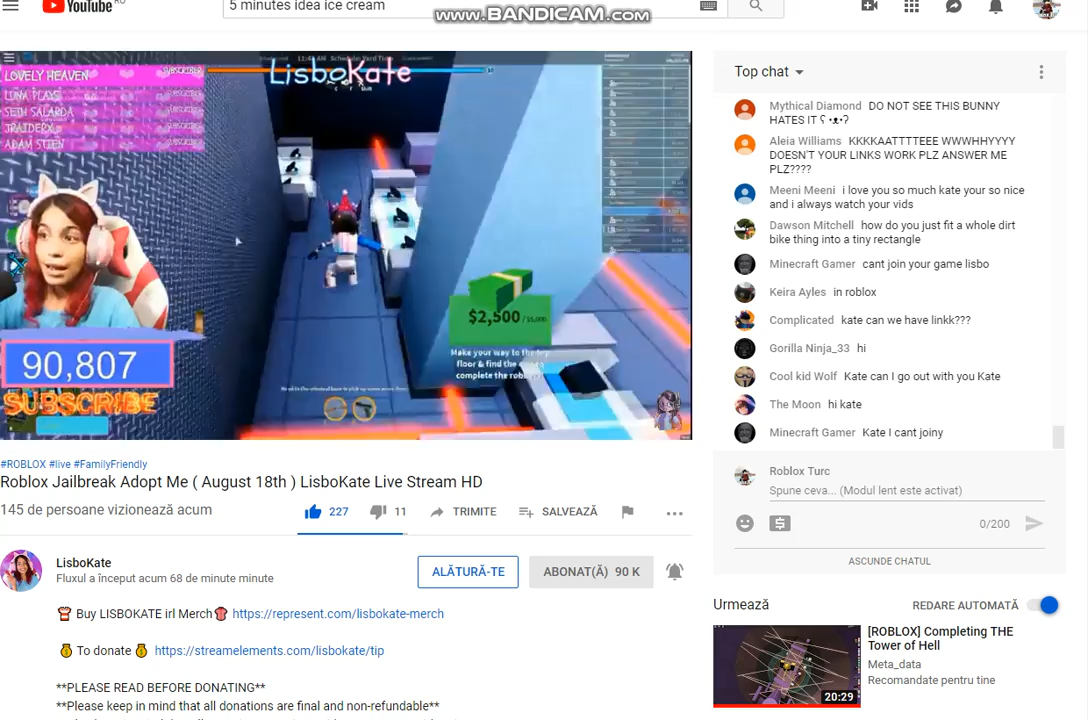 YouTube RO
5 minutes idea ice cream
www.BANDICAM.com
LisboKate
LOVELY HEAVEN SUBSCRIBER
LUNA PLAYS SUBSCRIBER
SETH SALARDA SUBSCRIBER
ADAM STIEN SUBSCRIBER
$2,500
Make your way to the top
floor & find the
complete the
90,807
SUBSCRIBE
Top chat
Mythical Diamond DO NOT SEE THIS BUNNY
HATES IT ʕ •ᴥ•ʔ
Aleia Williams KKKKAATTTTEEE WWWHHYYYY
DOESN'T YOUR LINKS WORK PLZ ANSWER ME
PLZ????
Meeni Meeni i love you so much kate your so nice
and i always watch your vids
Dawson Mitchell how do you just fit a whole dirt
bike thing into a tiny rectangle
Minecraft Gamer cant join your game lisbo
Keira Ayles in roblox
Complicated kate can we have linkk???
Gorilla Ninja_33 hi
Cool kid Wolf Kate can I go out with you Kate
The Moon hi kate
Minecraft Gamer Kate I cant joiny
Roblox Turc
Spune ceva... (Modul lent este activat)
0/200
ASCUNDE CHATUL
#ROBLOX #live #FamilyFriendly
Roblox Jailbreak Adopt Me ( August 18th ) LisboKate Live Stream HD
145 de persoane vizionează acum
227 11 TRIMITE SALVEAZĂ
LisboKate
Fluxul a început acum 68 de minute minute
ALĂTURĂ-TE
ABONAT(Ă) 90 K
Buy LISBOKATE irl Merch https://represent.com/lisbokate-merch
To donate https://streamelements.com/lisbokate/tip
**PLEASE READ BEFORE DONATING**
**Please keep in mind that all donations are final and non-refundable**
Urmează
REDARE AUTOMATĂ
[ROBLOX] Completing THE
Tower of Hell
Meta_data
Recomandate pentru tine
20:29